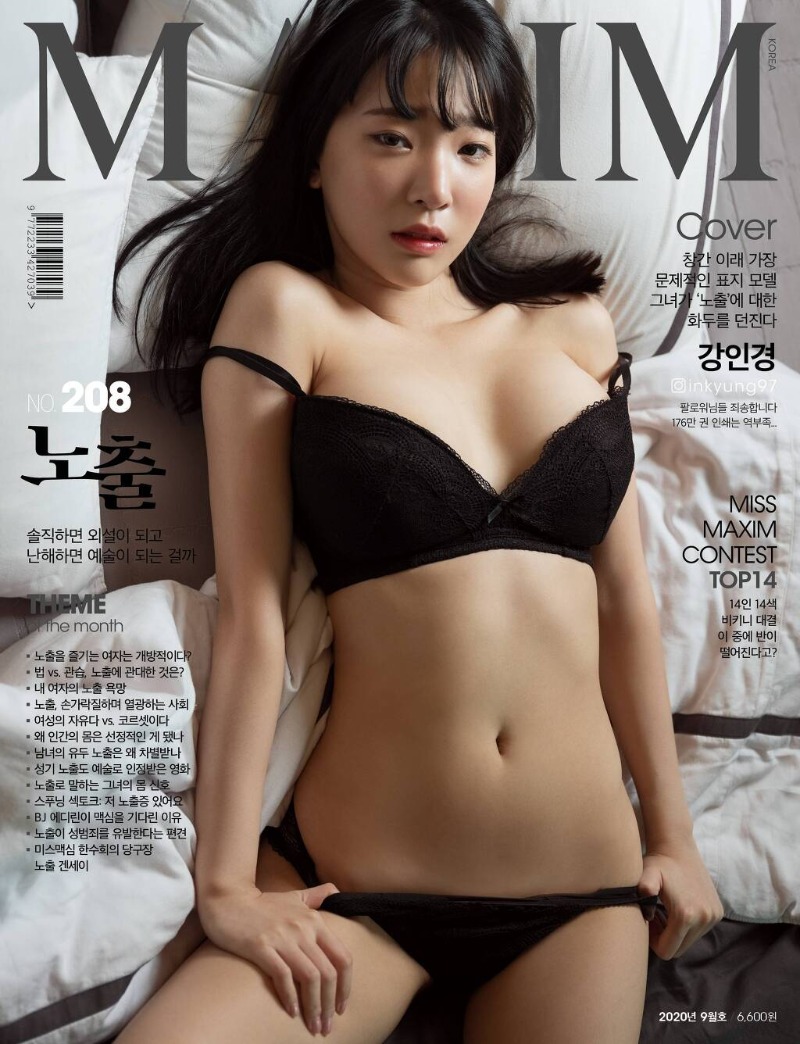 MAXIM
KOREA
9 772233 427039 >
Cover
창간 이래 가장
문제적인 표지 모델
그녀가 '노출'에 대한
화두를 던진다
강인경
inkyung97
팔로워님들 죄송합니다
176만 권 인쇄는 역부족...
NO. 208
노출
솔직하면 외설이 되고
난해하면 예술이 되는 걸까
MISS
MAXIM
CONTEST
TOP14
14인 14색
비키니 대결
이 중에 반이
떨어진다고?
THEME
of the month
▪ 노출을 즐기는 여자는 개방적이다?
▪ 법 vs. 관습, 노출에 관대한 것은?
▪ 내 여자의 노출 욕망
▪ 노출, 손가락질하며 열광하는 사회
▪ 여성의 자유다 vs. 코르셋이다
▪ 왜 인간의 몸은 선정적인 게 됐나
▪ 남녀의 유두 노출은 왜 차별받나
▪ 성기 노출도 예술로 인정받은 영화
▪ 노출로 말하는 그녀의 몸 신호
▪ 스푸닝 섹토크: 저 노출증 있어요
▪ BJ 에디린이 맥심을 기다린 이유
▪ 노출이 성범죄를 유발한다는 편견
▪ 미스맥심 한수희의 당구장
노출 겐세이
2020년 9월호 / 6,600원